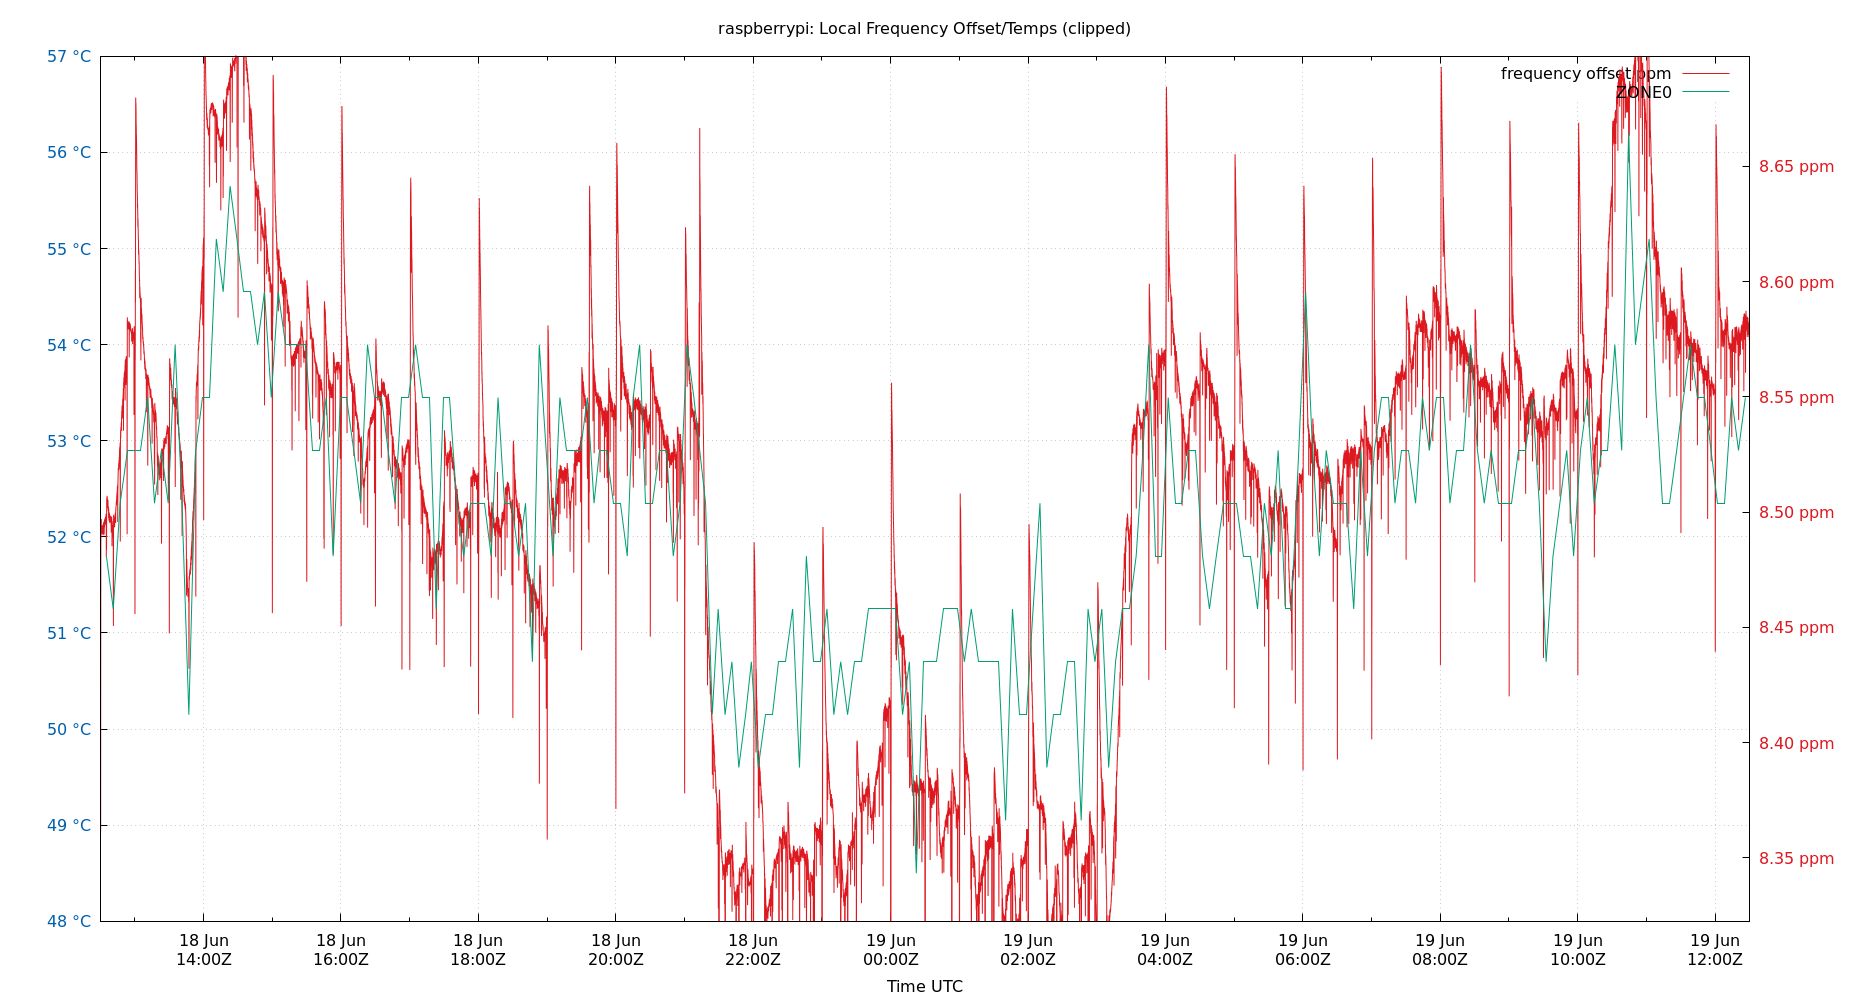 raspberrypi: Local Frequency Offset/Temps (clipped)
57 °C
56 °C
55 °C
54 °C
53 °C
52 °C
51 °C
50 °C
49 °C
48 °C
frequency offset ppm
ZONE0
8.65 ppm
8.60 ppm
8.55 ppm
8.50 ppm
8.45 ppm
8.40 ppm
8.35 ppm
18 Jun 18 Jun 18 Jun 18 Jun 18 Jun 19 Jun 19 Jun 19 Jun 19 Jun 19 Jun 19 Jun 19 Jun
14:00Z 16:00Z 18:00Z 20:00Z 22:00Z 00:00Z 02:00Z 04:00Z 06:00Z 08:00Z 10:00Z 12:00Z
Time UTC